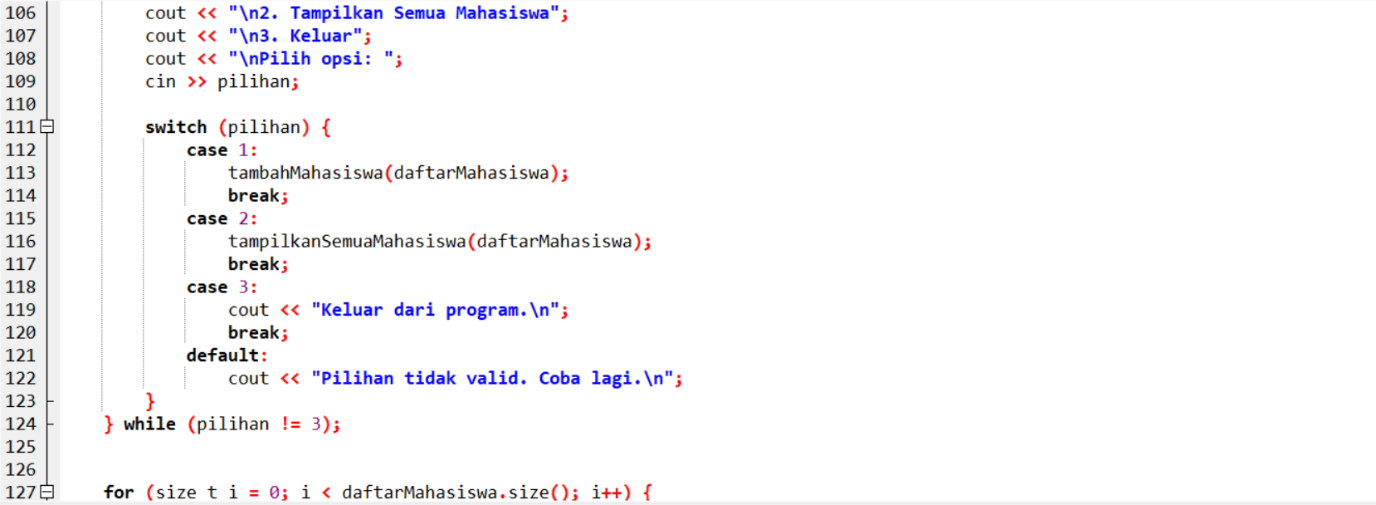 106 cout << "\n2. Tampilkan Semua Mahasiswa";
107 cout << "\n3. Keluar";
108 cout << "\nPilih opsi: ";
109 cin >> pilihan;
110
111 switch (pilihan) {
112 case 1:
113 tambahMahasiswa(daftarMahasiswa);
114 break;
115 case 2:
116 tampilkanSemuaMahasiswa(daftarMahasiswa);
117 break;
118 case 3:
119 cout << "Keluar dari program.\n";
120 break;
121 default:
122 cout << "Pilihan tidak valid. Coba lagi.\n";
123 }
124 } while (pilihan != 3);
125
126
127 for (size t i = 0; i < daftarMahasiswa.size(); i++) {